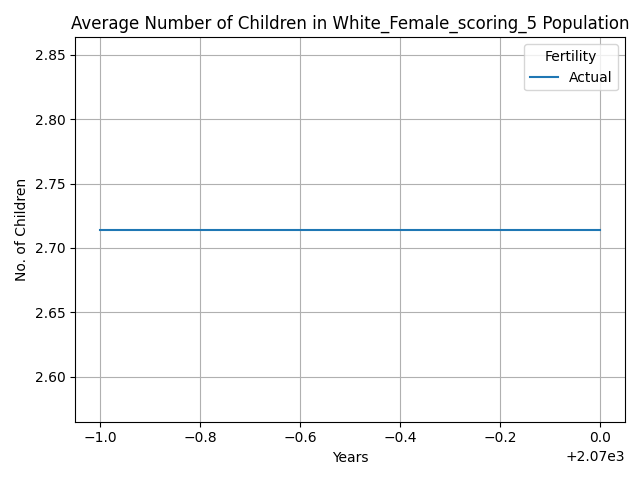 Average Number of Children in White_Female_scoring_5 Population
Fertility
Actual
2.85
2.80
2.75
2.70
2.65
2.60
No. of Children
−1.0 −0.8 −0.6 −0.4 −0.2 0.0
Years
+2.07e3